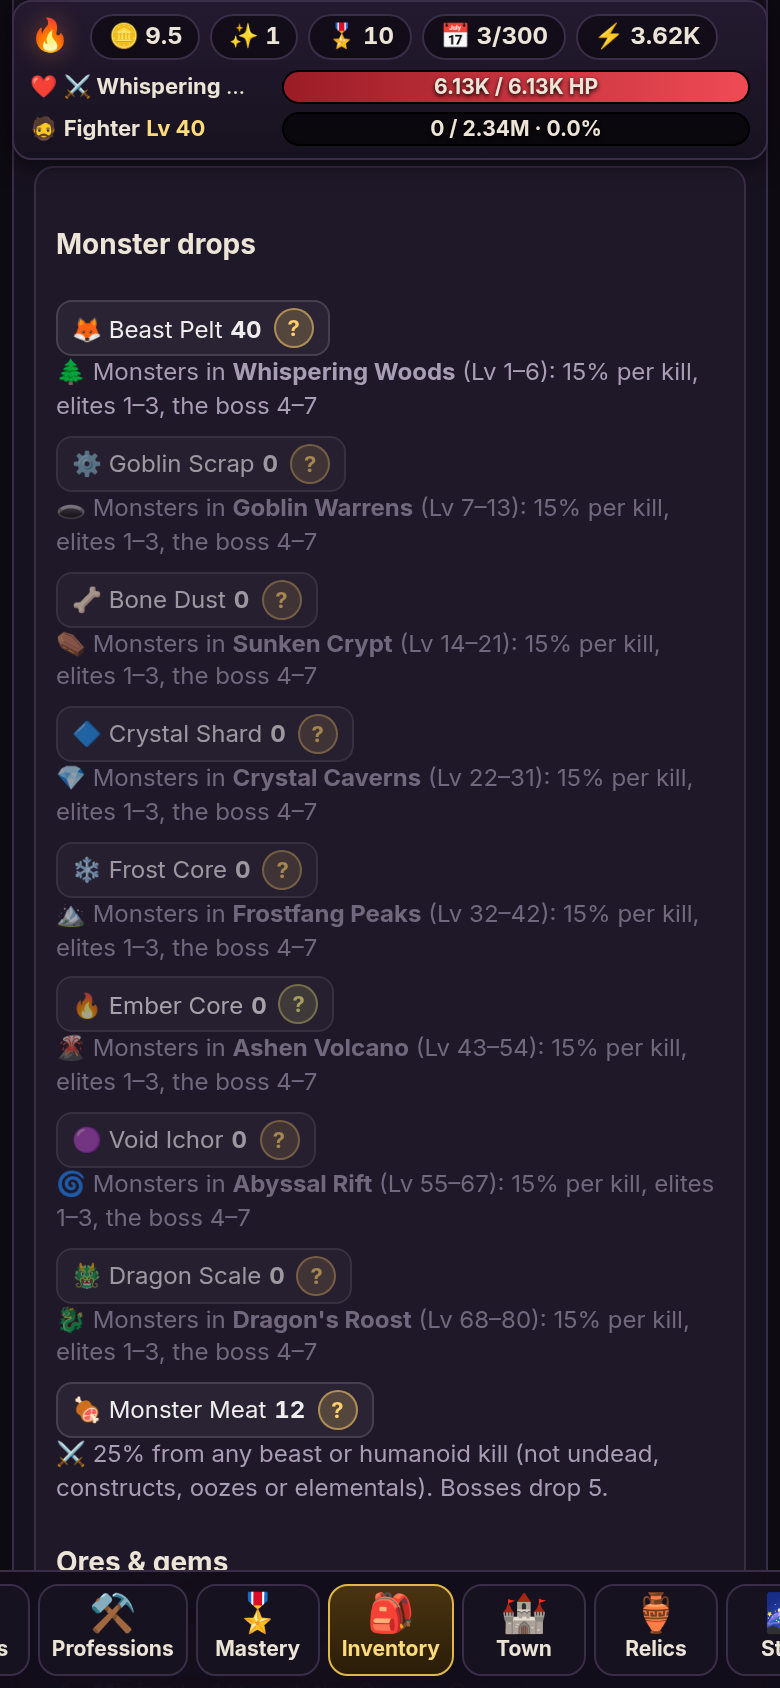 9.5 1 10 3/300 3.62K
Whispering ... 6.13K / 6.13K HP
Fighter Lv 40 0 / 2.34M · 0.0%
Monster drops
Beast Pelt 40 ?
Monsters in Whispering Woods (Lv 1–6): 15% per kill,
elites 1–3, the boss 4–7
Goblin Scrap 0 ?
Monsters in Goblin Warrens (Lv 7–13): 15% per kill,
elites 1–3, the boss 4–7
Bone Dust 0 ?
Monsters in Sunken Crypt (Lv 14–21): 15% per kill,
elites 1–3, the boss 4–7
Crystal Shard 0 ?
Monsters in Crystal Caverns (Lv 22–31): 15% per kill,
elites 1–3, the boss 4–7
Frost Core 0 ?
Monsters in Frostfang Peaks (Lv 32–42): 15% per kill,
elites 1–3, the boss 4–7
Ember Core 0 ?
Monsters in Ashen Volcano (Lv 43–54): 15% per kill,
elites 1–3, the boss 4–7
Void Ichor 0 ?
Monsters in Abyssal Rift (Lv 55–67): 15% per kill, elites
1–3, the boss 4–7
Dragon Scale 0 ?
Monsters in Dragon's Roost (Lv 68–80): 15% per kill,
elites 1–3, the boss 4–7
Monster Meat 12 ?
25% from any beast or humanoid kill (not undead,
constructs, oozes or elementals). Bosses drop 5.
Ores & gems
s Professions Mastery Inventory Town Relics St